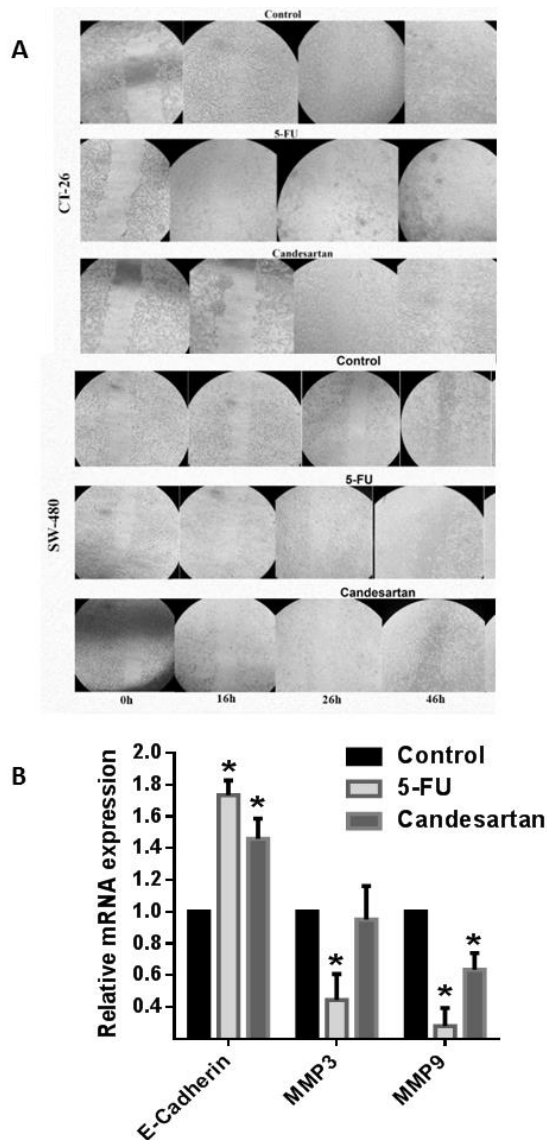 A
Control
5-FU
CT-26
Candesartan
Control
5-FU
SW-480
Candesartan
0h 16h 26h 46h
B
Relative mRNA expression
2.0
1.8
1.6
1.4
1.2
1.0
0.8
0.6
0.4
Control
5-FU
Candesartan
* *
*
* *
E-Cadherin
MMP3
MMP9